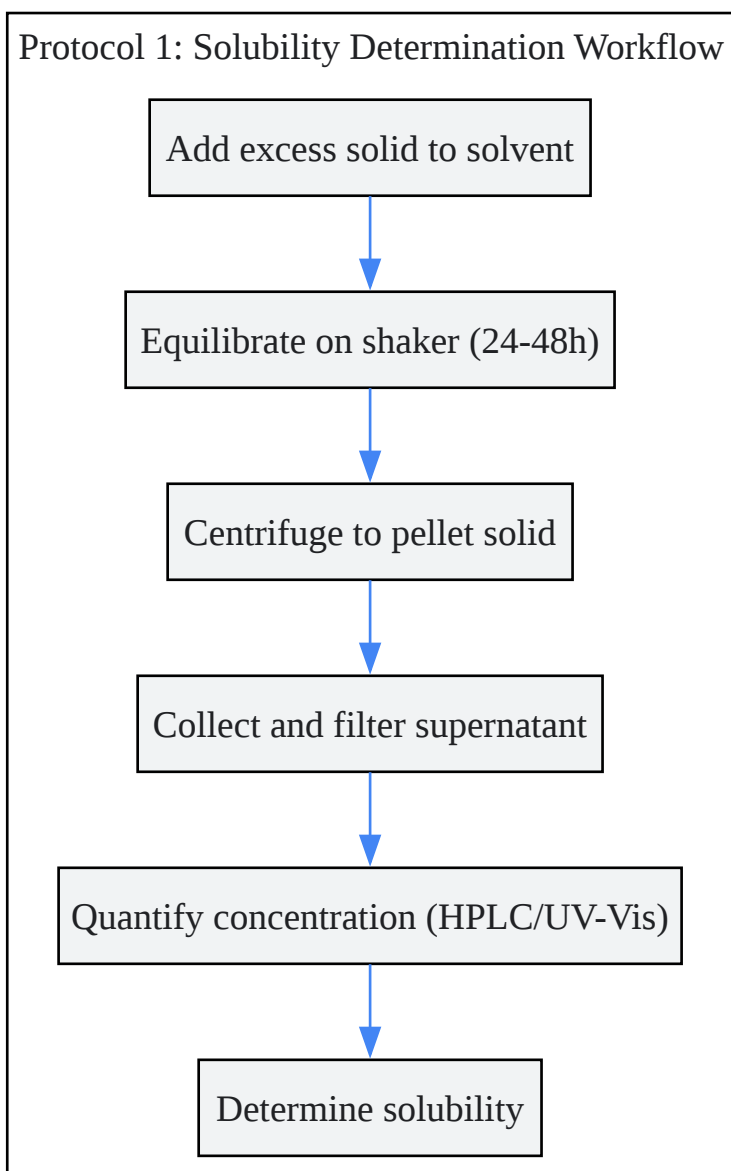 Protocol 1: Solubility Determination Workflow
Add excess solid to solvent
Equilibrate on shaker (24-48h)
Centrifuge to pellet solid
Collect and filter supernatant
Quantify concentration (HPLC/UV-Vis)
Determine solubility